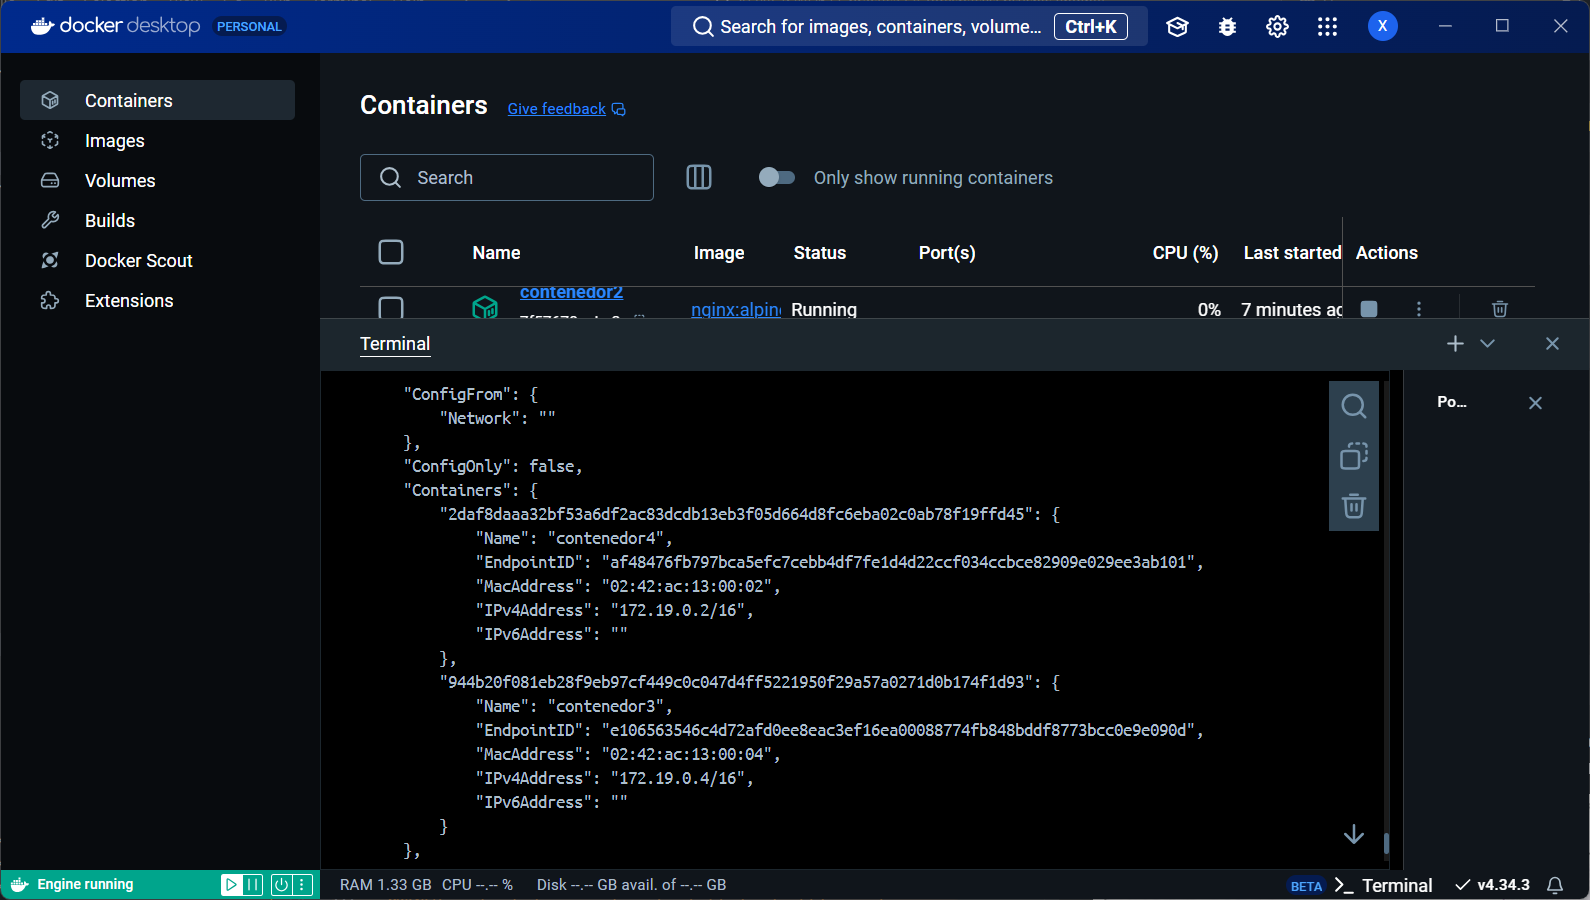 docker desktop PERSONAL
Search for images, containers, volume... Ctrl+K
X
Containers
Images
Volumes
Builds
Docker Scout
Extensions
Containers Give feedback
Search
Only show running containers
Name Image Status Port(s) CPU (%) Last started Actions
contenedor2
nginx:alpin Running 0% 7 minutes ag
Terminal
Po...
"ConfigFrom": {
"Network": ""
},
"ConfigOnly": false,
"Containers": {
"2daf8daaa32bf53a6df2ac83dcdb13eb3f05d664d8fc6eba02c0ab78f19ffd45": {
"Name": "contenedor4",
"EndpointID": "af48476fb797bca5efc7cebb4df7fe1d4d22ccf034ccbce82909e029ee3ab101",
"MacAddress": "02:42:ac:13:00:02",
"IPv4Address": "172.19.0.2/16",
"IPv6Address": ""
},
"944b20f081eb28f9eb97cf449c0c047d4ff5221950f29a57a0271d0b174f1d93": {
"Name": "contenedor3",
"EndpointID": "e106563546c4d72afd0ee8eac3ef16ea00088774fb848bddf8773bcc0e9e090d",
"MacAddress": "02:42:ac:13:00:04",
"IPv4Address": "172.19.0.4/16",
"IPv6Address": ""
}
},
Engine running
RAM 1.33 GB CPU --.-- % Disk --.-- GB avail. of --.-- GB
BETA Terminal v4.34.3